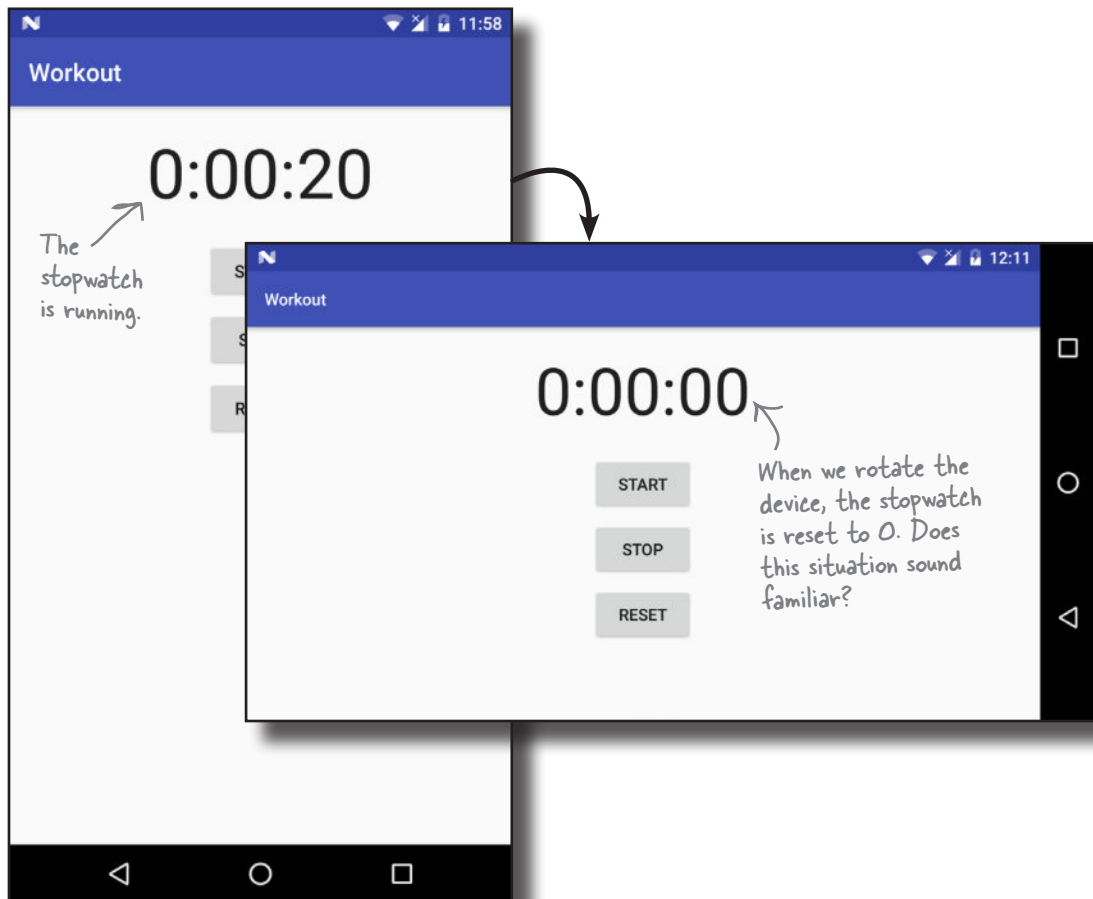 11:58
Workout
0:00:20
The
stopwatch
is running.
S
S
R
12:11
Workout
0:00:00
START
STOP
RESET
When we rotate the
device, the stopwatch
is reset to 0. Does
this situation sound
familiar?